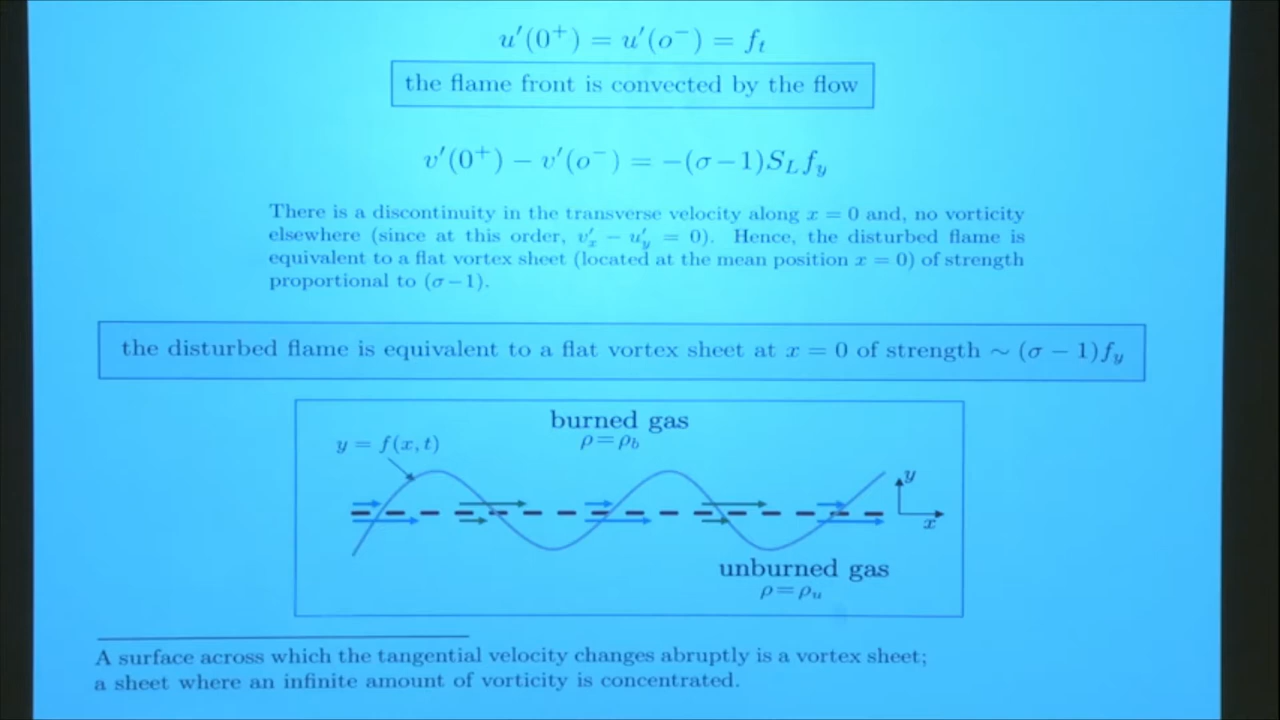 u′(0⁺) = u′(o⁻) = fₜ
the flame front is convected by the flow
v′(0⁺) − v′(o⁻) = −(σ−1)S_L f_y
There is a discontinuity in the transverse velocity along x = 0 and, no vorticity
elsewhere (since at this order, v′_x − u′_y = 0). Hence, the disturbed flame is
equivalent to a flat vortex sheet (located at the mean position x = 0) of strength
proportional to (σ−1).
the disturbed flame is equivalent to a flat vortex sheet at x = 0 of strength ∼ (σ − 1)f_y
burned gas
ρ=ρ_b
y = f(x,t)
y
x
unburned gas
ρ=ρ_u
A surface across which the tangential velocity changes abruptly is a vortex sheet;
a sheet where an infinite amount of vorticity is concentrated.